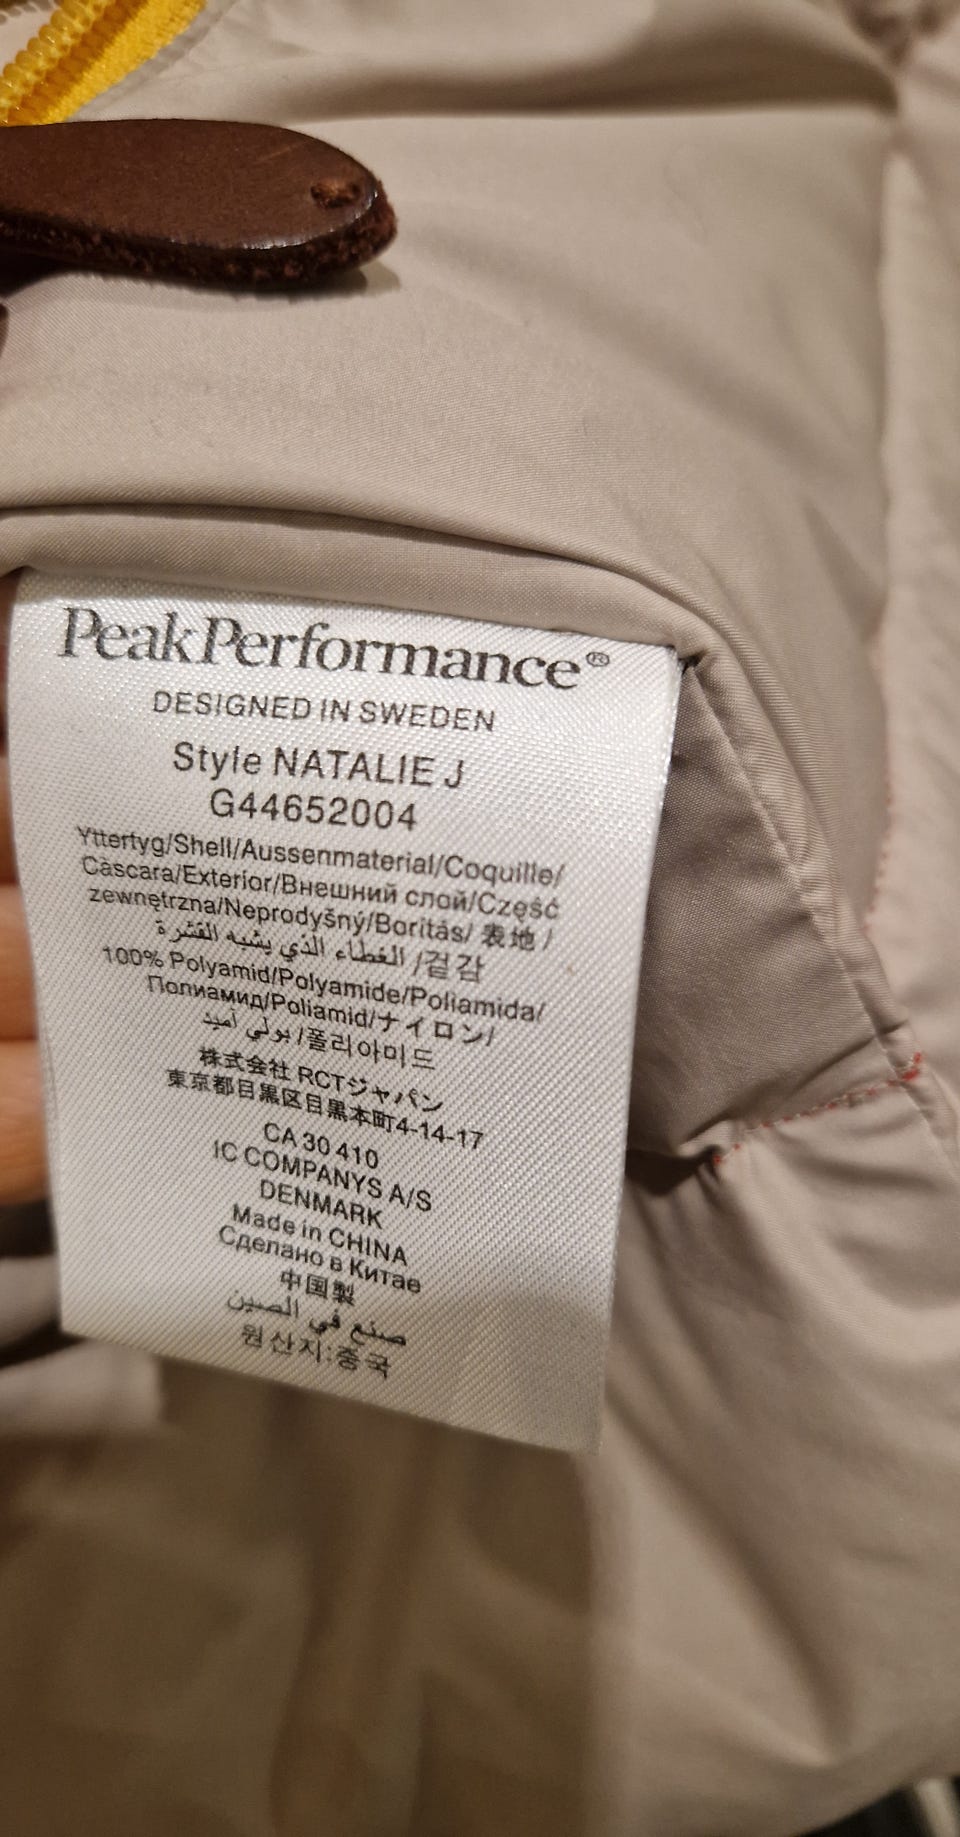 PeakPerformance®
DESIGNED IN SWEDEN
Style NATALIE J
G44652004
Yttertyg/Shell/Aussenmaterial/Coquille/
Càscara/Exterior/Внешний слой/Część
zewnętrzna/Neprodyšný/Borítás/ 表地 /
الغطاء الذي يشبه القشرة /겉감
100% Polyamid/Polyamide/Poliamida/
Полиамид/Poliamid/ナイロン/
بولي أميد /폴리아미드
株式会社 RCTジャパン
東京都目黒区目黒本町4-14-17
CA 30 410
IC COMPANYS A/S
DENMARK
Made in CHINA
Сделано в Китае
中国製
صنع في الصين
원산지:중국